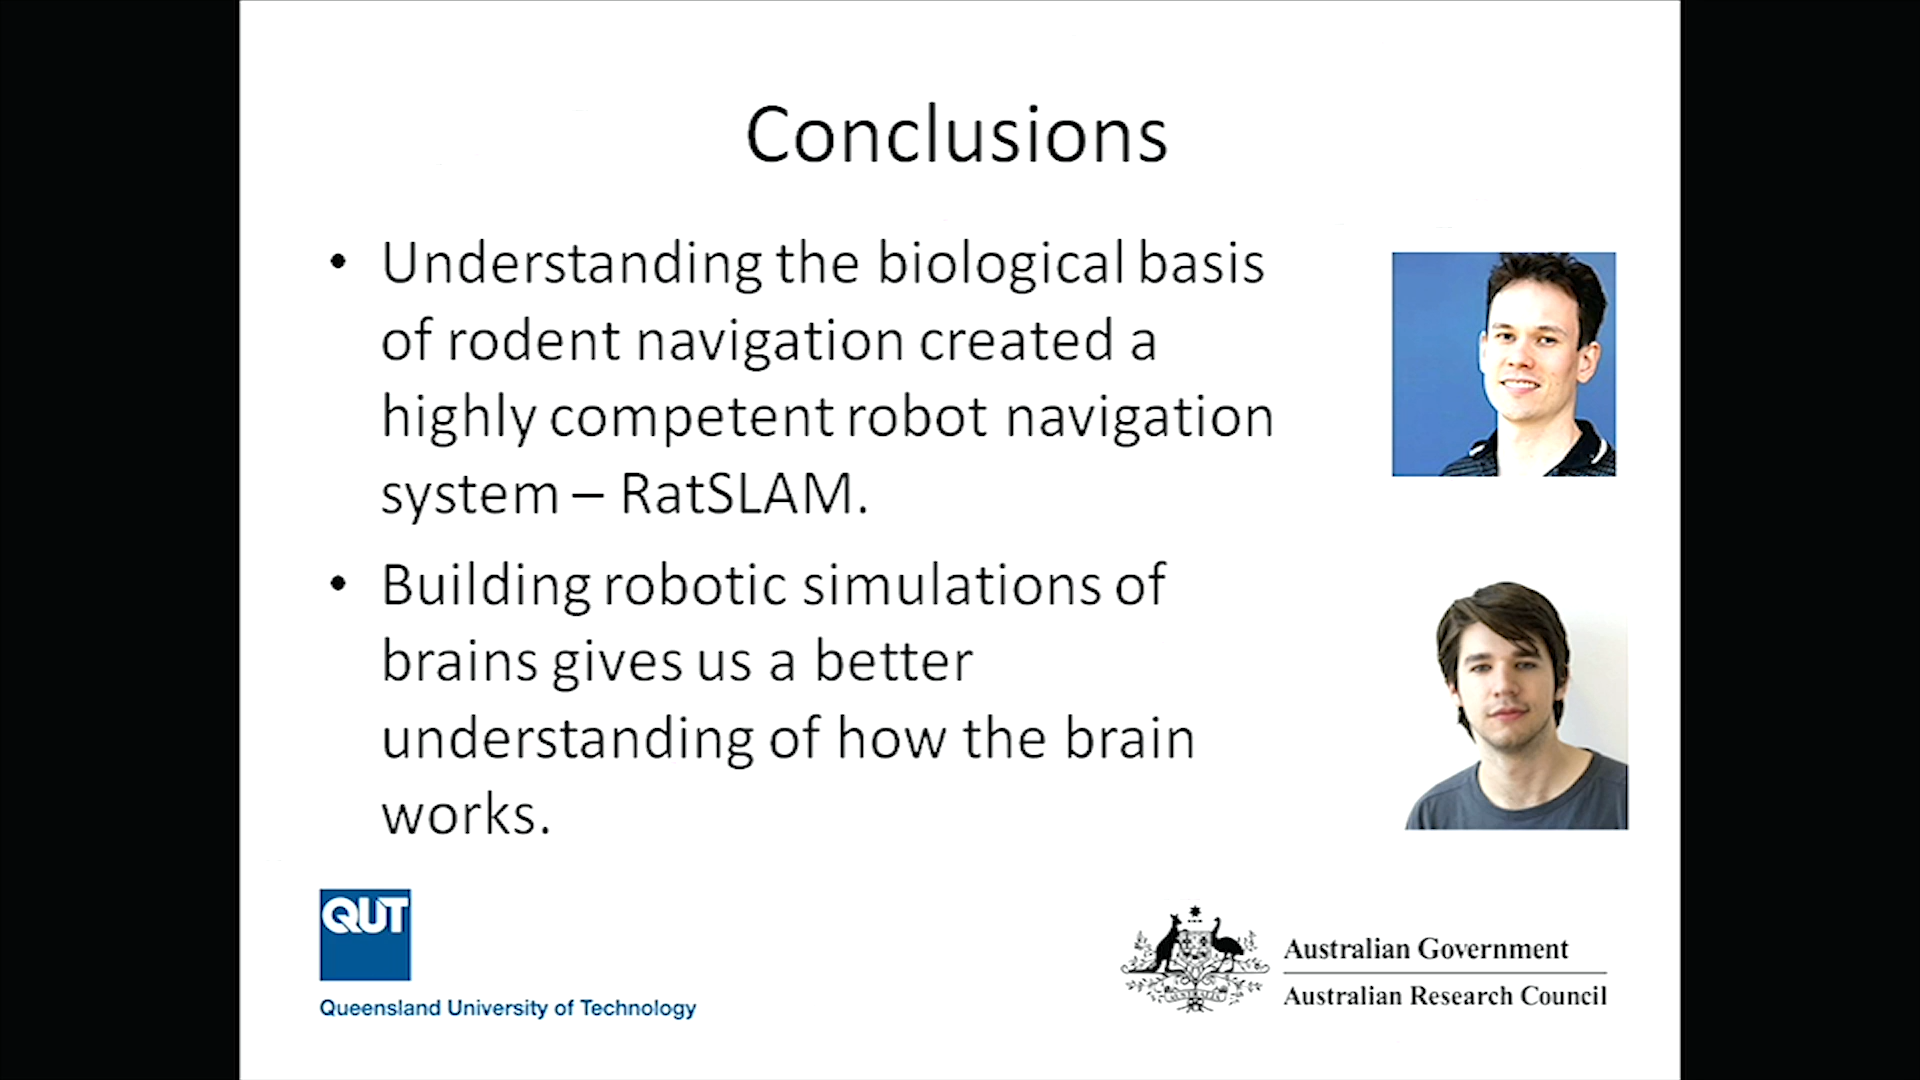 Conclusions
• Understanding the biological basis
of rodent navigation created a
highly competent robot navigation
system – RatSLAM.
• Building robotic simulations of
brains gives us a better
understanding of how the brain
works.
QUT
Queensland University of Technology
AUSTRALIA
Australian Government
Australian Research Council